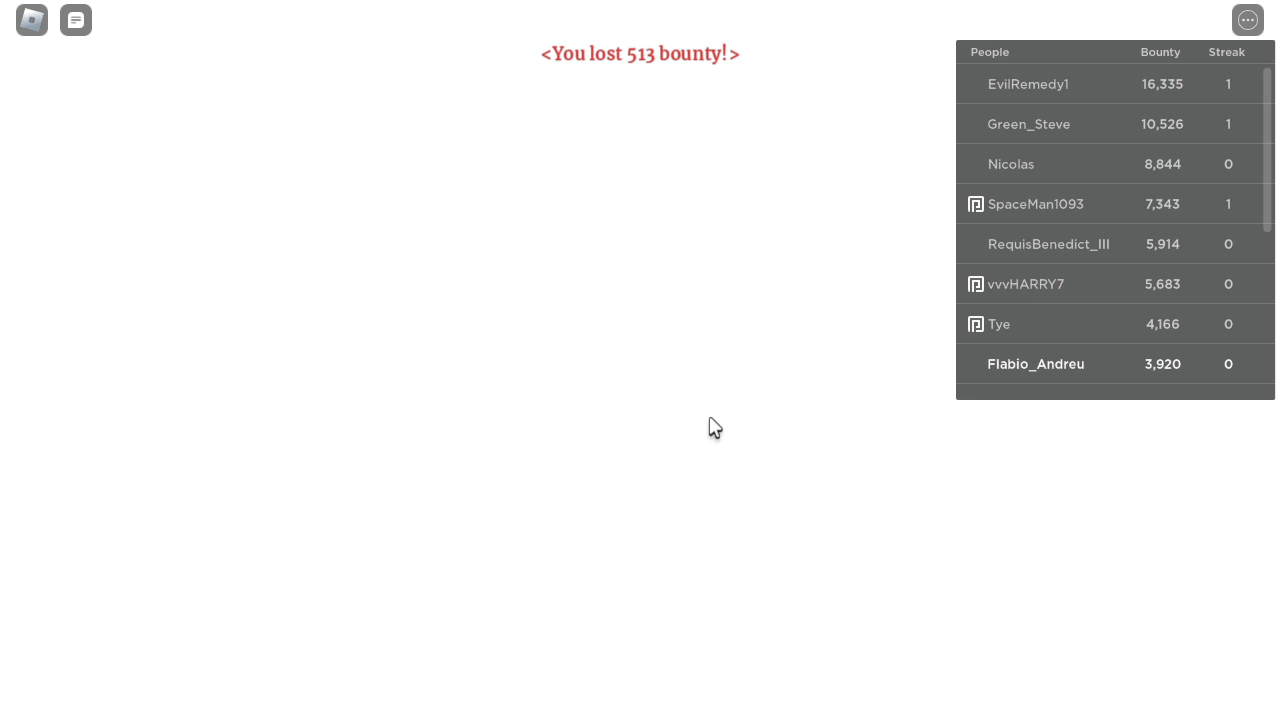 <You lost 513 bounty!>
People Bounty Streak
EvilRemedy1 16,335 1
Green_Steve 10,526 1
Nicolas 8,844 0
SpaceMan1093 7,343 1
RequisBenedict_III 5,914 0
vvvHARRY7 5,683 0
Tye 4,166 0
Flabio_Andreu 3,920 0